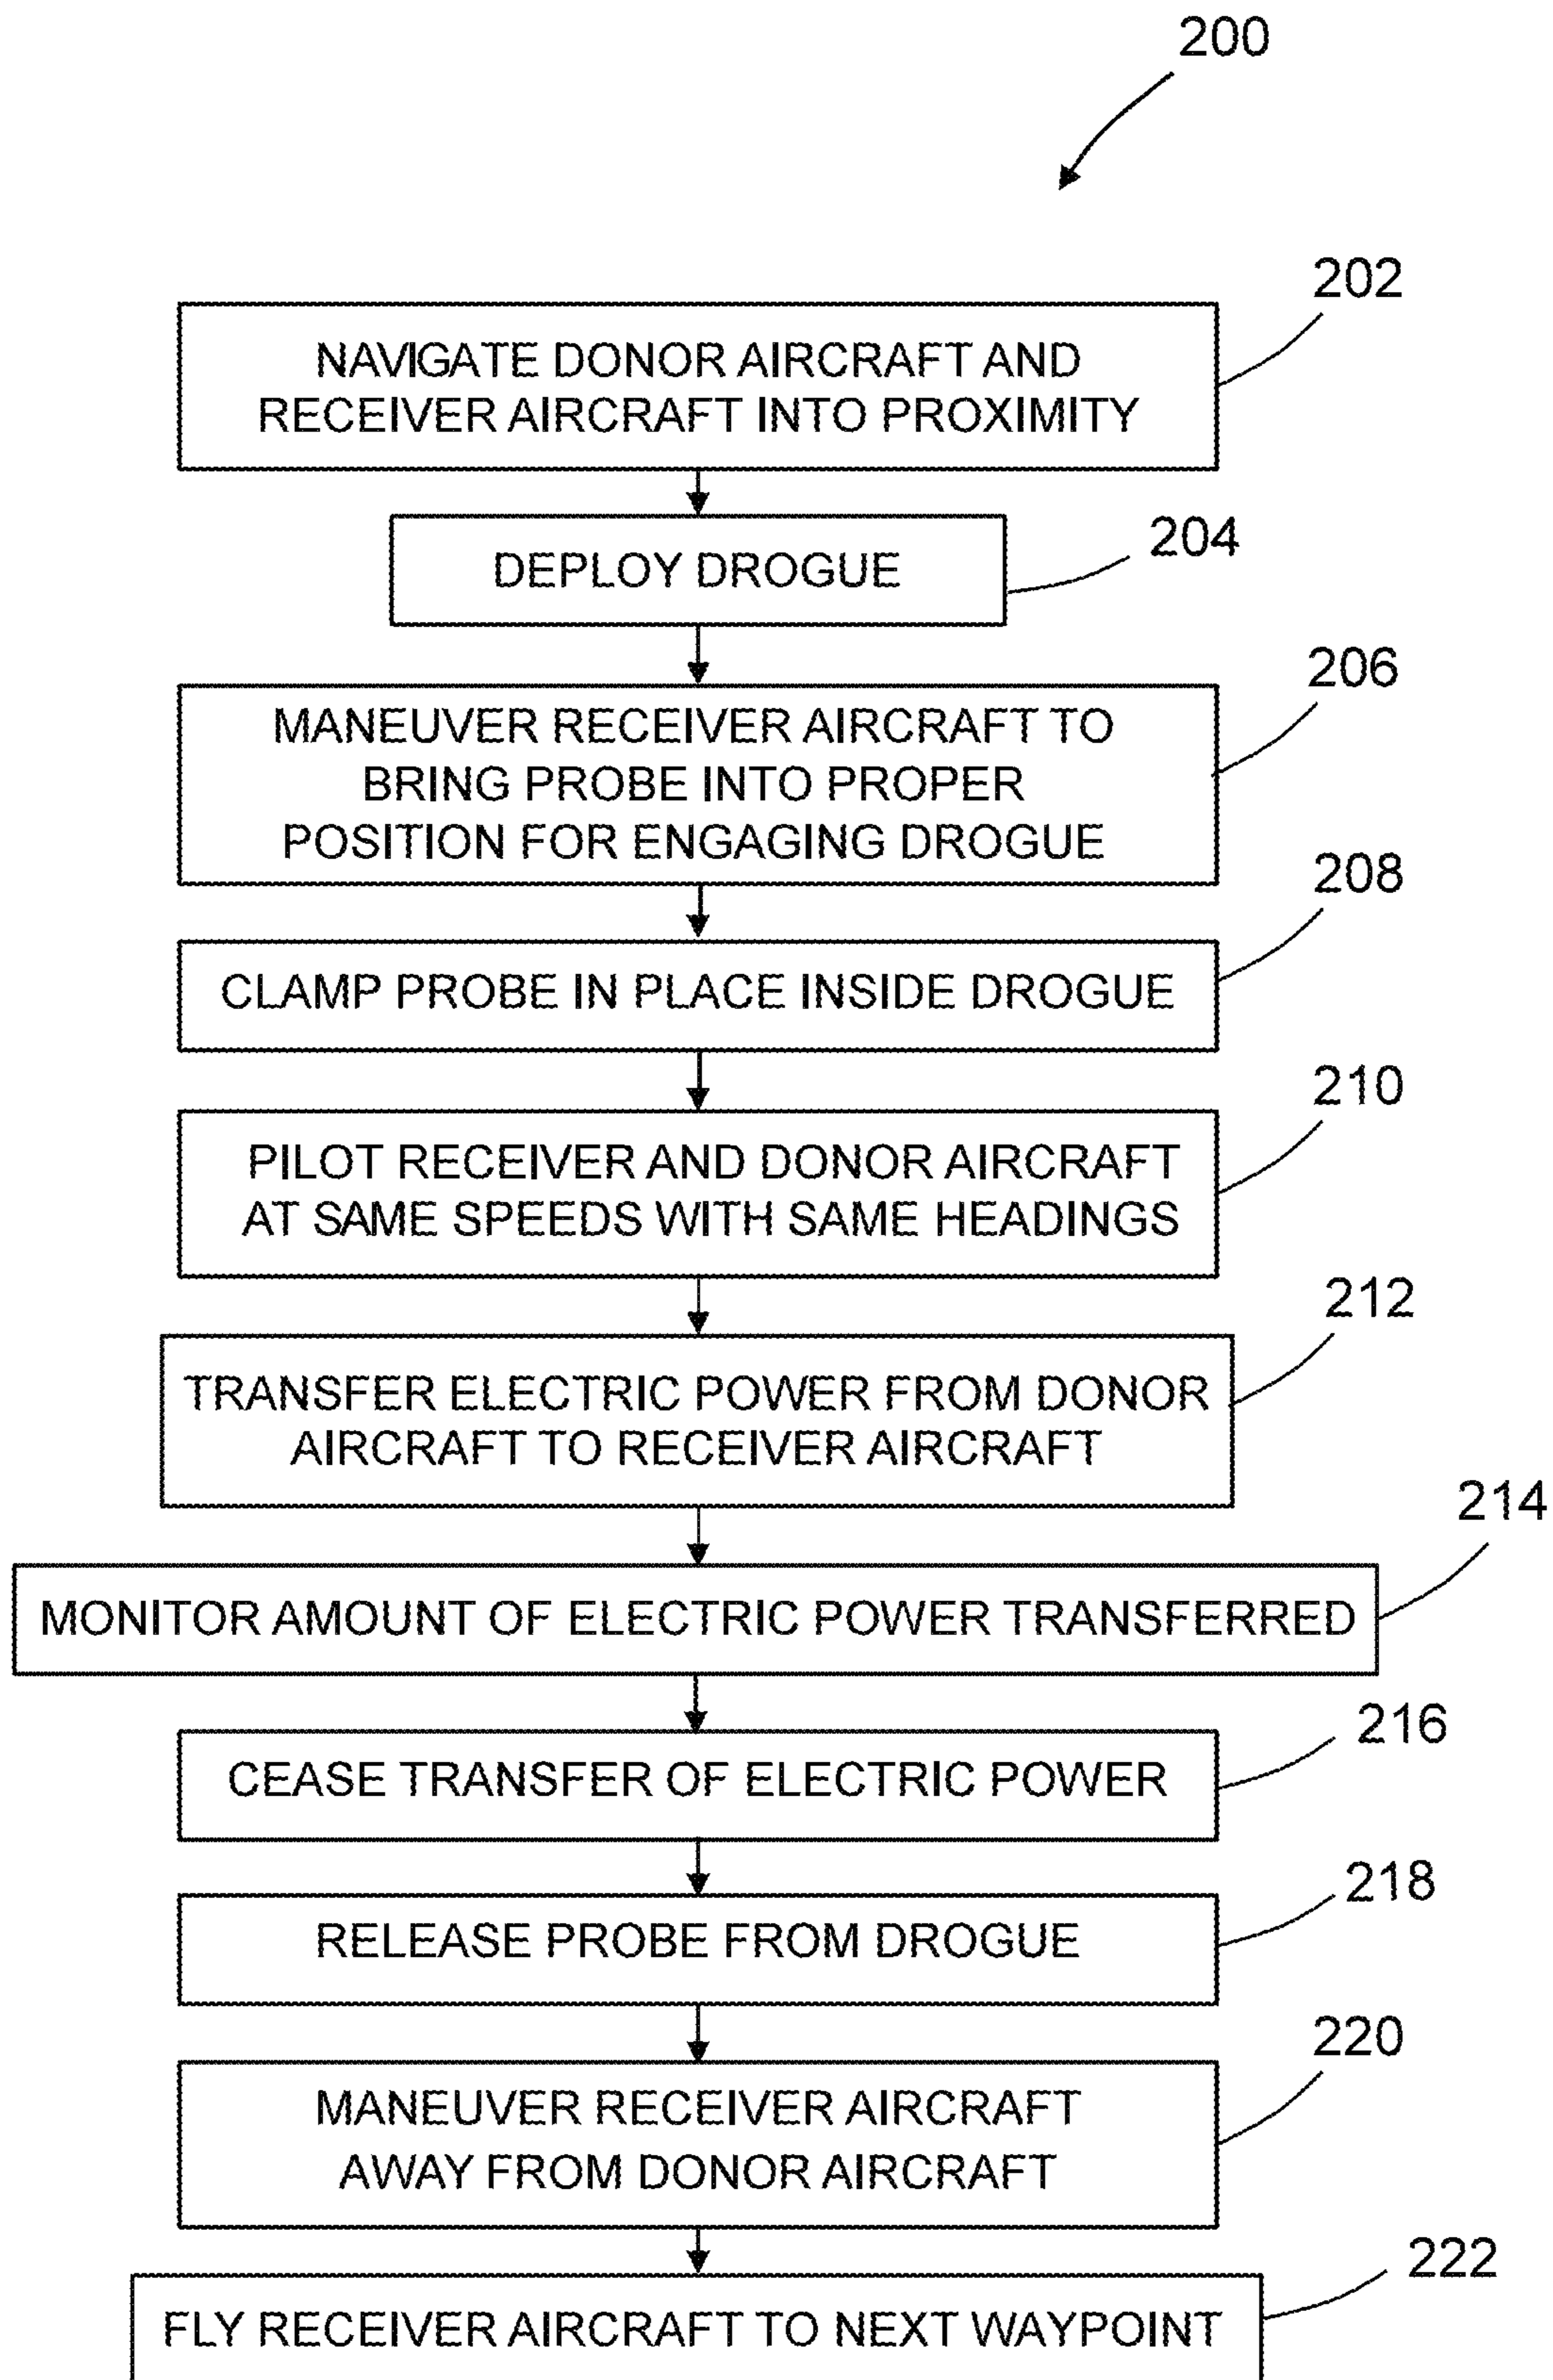 200
202
NAVIGATE DONOR AIRCRAFT AND
RECEIVER AIRCRAFT INTO PROXIMITY
204
DEPLOY DROGUE
206
MANEUVER RECEIVER AIRCRAFT TO
BRING PROBE INTO PROPER
POSITION FOR ENGAGING DROGUE
208
CLAMP PROBE IN PLACE INSIDE DROGUE
210
PILOT RECEIVER AND DONOR AIRCRAFT
AT SAME SPEEDS WITH SAME HEADINGS
212
TRANSFER ELECTRIC POWER FROM DONOR
AIRCRAFT TO RECEIVER AIRCRAFT
214
MONITOR AMOUNT OF ELECTRIC POWER TRANSFERRED
216
CEASE TRANSFER OF ELECTRIC POWER
218
RELEASE PROBE FROM DROGUE
220
MANEUVER RECEIVER AIRCRAFT
AWAY FROM DONOR AIRCRAFT
222
FLY RECEIVER AIRCRAFT TO NEXT WAYPOINT